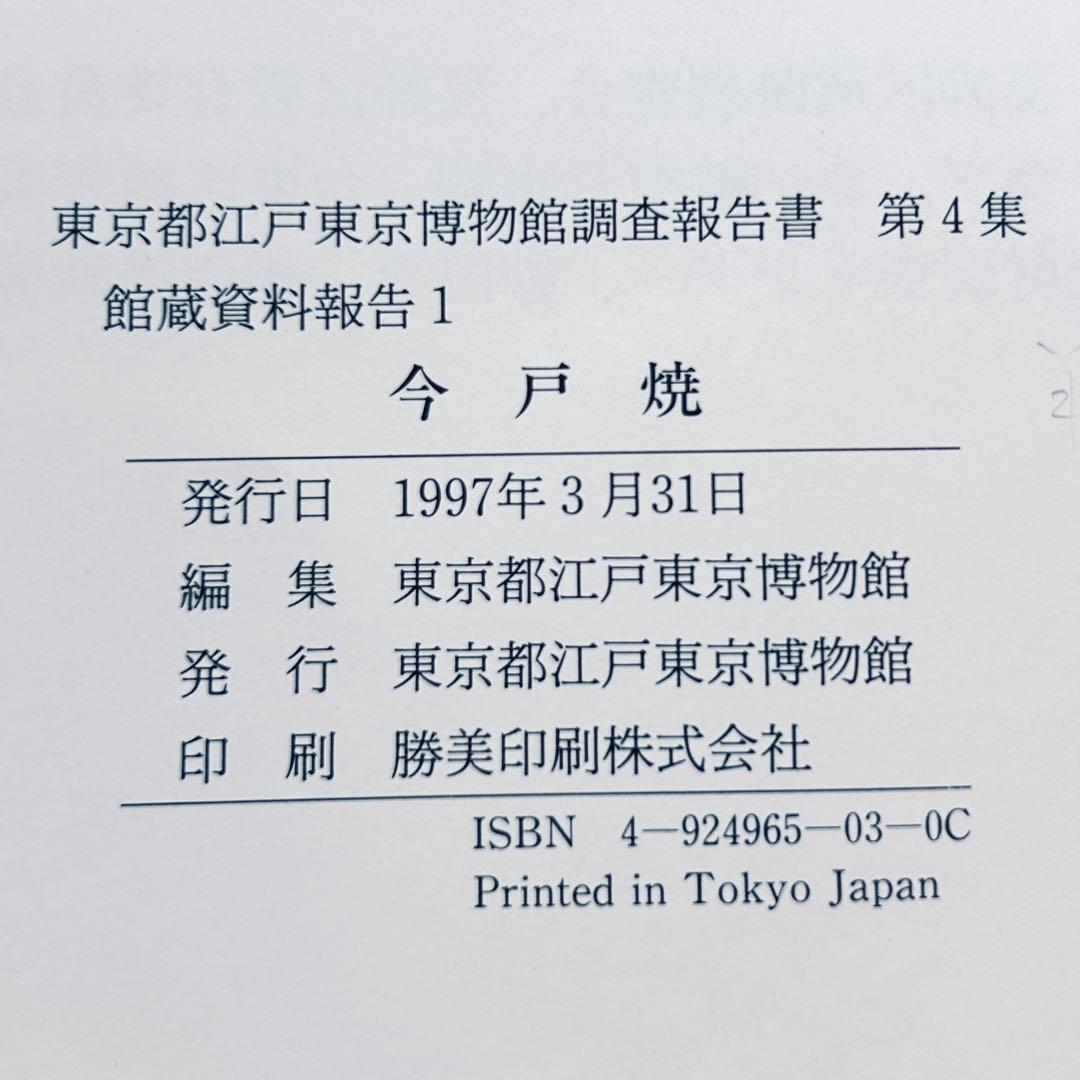 東京都江戸東京博物館調査報告書　第4集
館蔵資料報告1
今　戸　焼
発行日　1997年3月31日
編　集　東京都江戸東京博物館
発　行　東京都江戸東京博物館
印　刷　勝美印刷株式会社
ISBN　4―924965―03―0C
Printed in Tokyo Japan